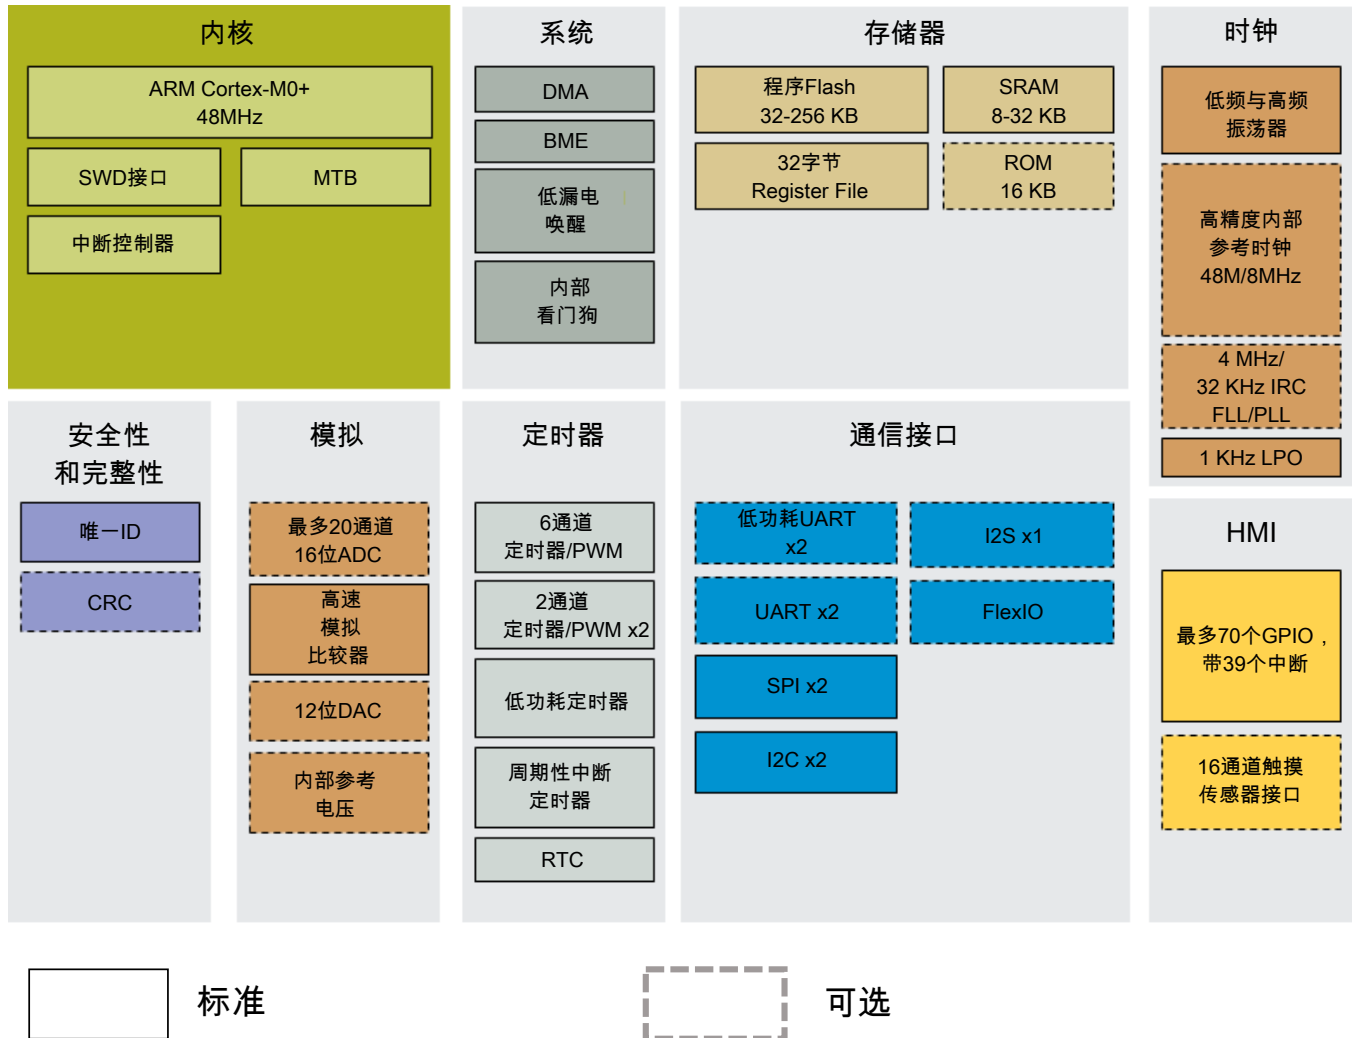 内核
ARM Cortex-M0+
48MHz
SWD接口
MTB
中断控制器
系统
DMA
BME
低漏电
唤醒
内部
看门狗
存储器
程序Flash
32-256 KB
SRAM
8-32 KB
32字节
Register File
ROM
16 KB
时钟
低频与高频
振荡器
高精度内部
参考时钟
48M/8MHz
4 MHz/
32 KHz IRC
FLL/PLL
1 KHz LPO
安全性
和完整性
唯一ID
CRC
模拟
最多20通道
16位ADC
高速
模拟
比较器
12位DAC
内部参考
电压
定时器
6通道
定时器/PWM
2通道
定时器/PWM x2
低功耗定时器
周期性中断
定时器
RTC
通信接口
低功耗UART
x2
I2S x1
UART x2
FlexIO
SPI x2
I2C x2
HMI
最多70个GPIO，
带39个中断
16通道触摸
传感器接口
标准
可选